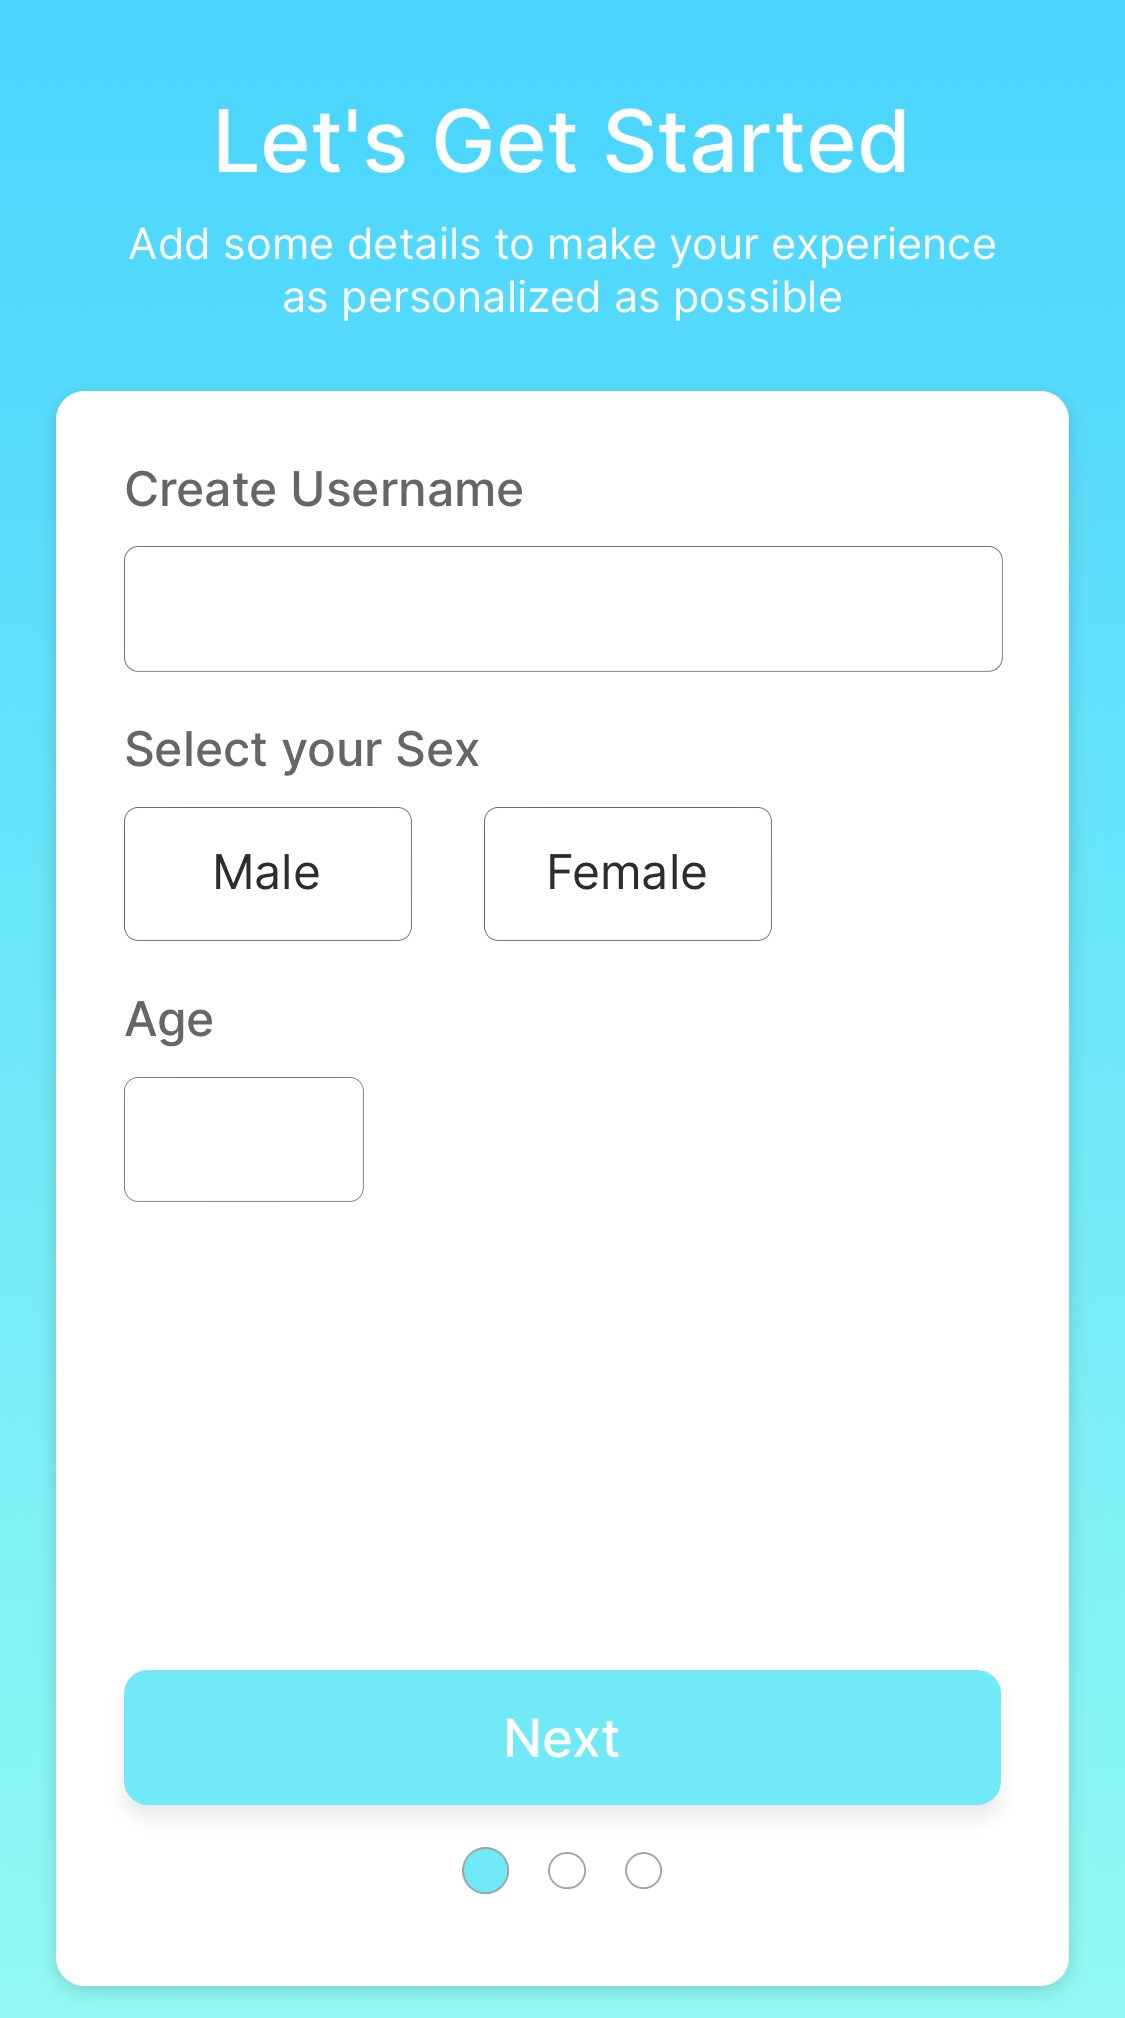 Let's Get Started
Add some details to make your experience
as personalized as possible
Create Username
Select your Sex
Male Female
Age
Next